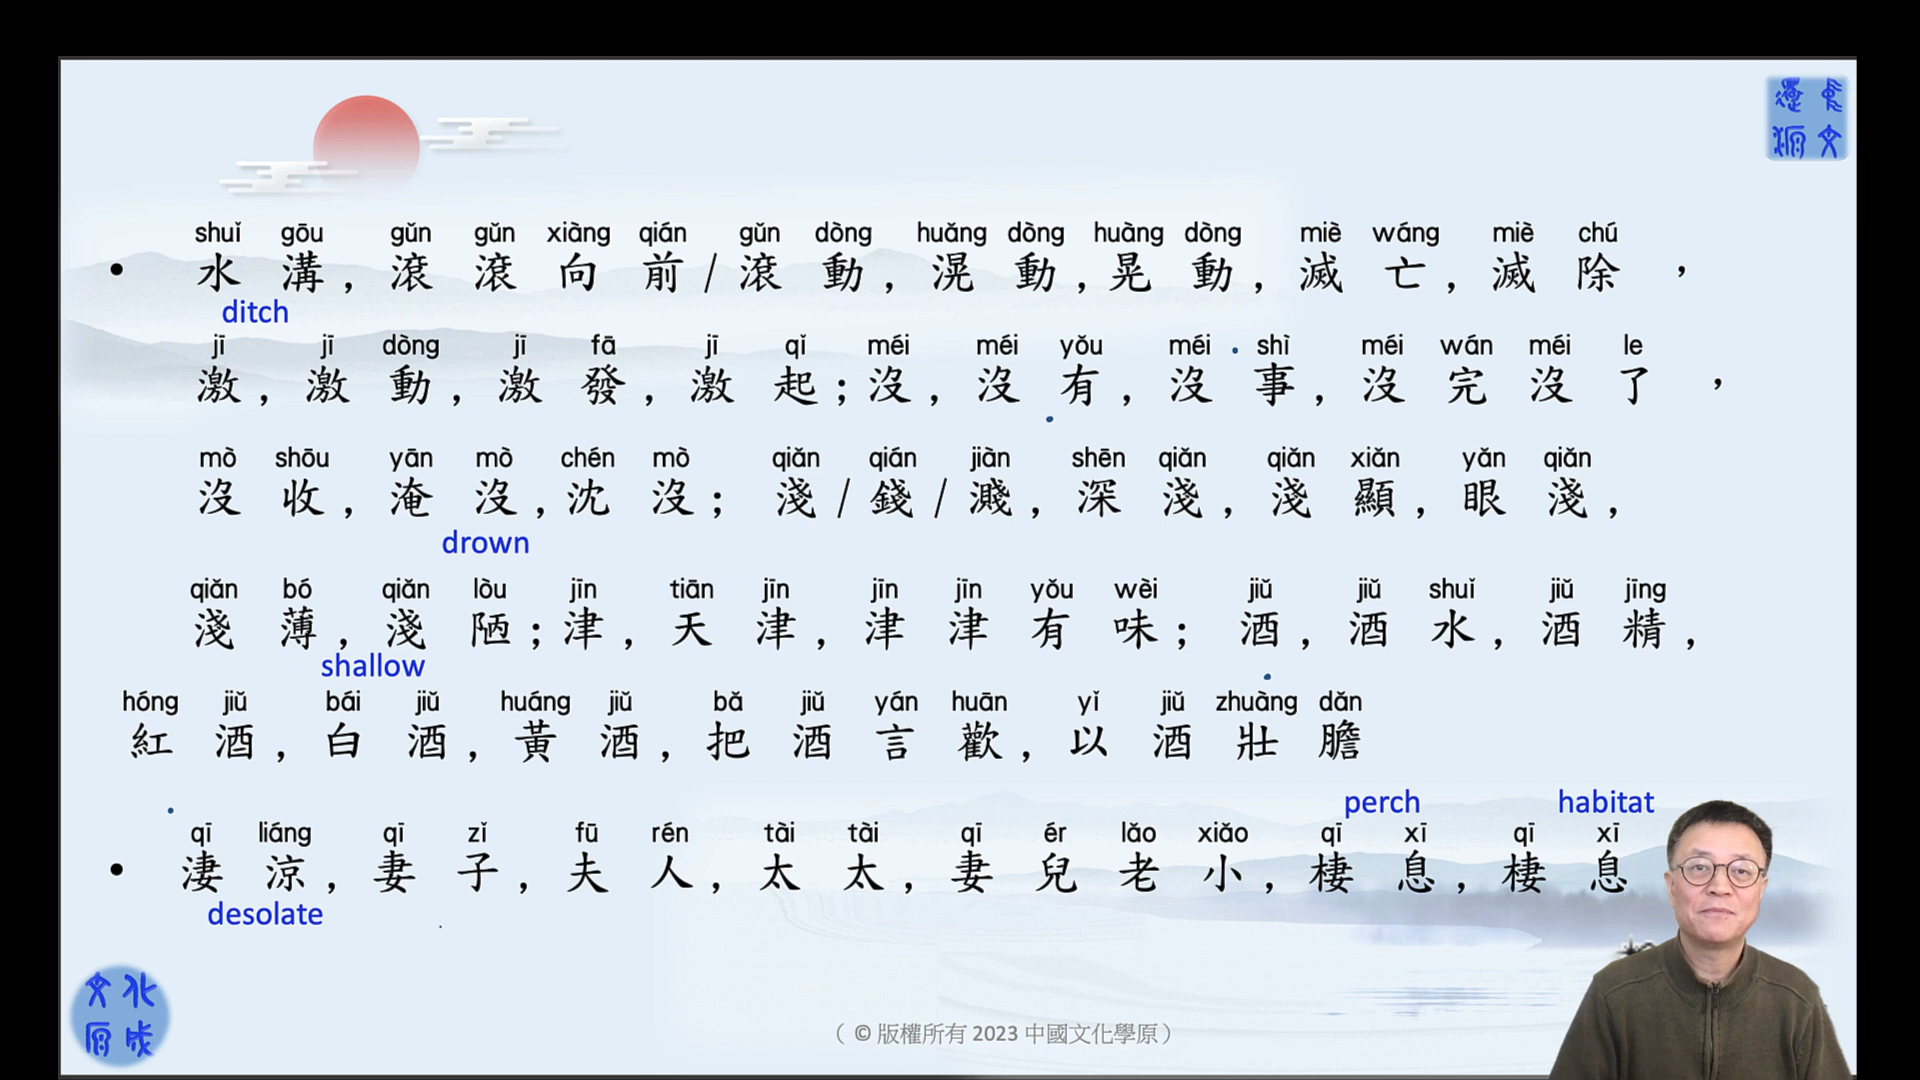 還 長
源 文
shuǐ gōu gǔn gǔn xiàng qián gǔn dòng huǎng dòng huàng dòng miè wáng miè chú
• 水溝，滾滾向前/滾動，滉動，晃動，滅亡，滅除，
ditch
jī jī dòng jī fā jī qǐ méi méi yǒu méi shì méi wán méi le
激，激動，激發，激起；沒，沒有，沒事，沒完沒了，
mò shōu yān mò chén mò qiǎn qián jiàn shēn qiǎn qiǎn xiǎn yǎn qiǎn
沒收，淹沒，沈沒；淺/錢/濺，深淺，淺顯，眼淺，
drown
qiǎn bó qiǎn lòu jīn tiān jīn jīn jīn yǒu wèi jiǔ jiǔ shuǐ jiǔ jīng
淺薄，淺陋；津，天津，津津有味；酒，酒水，酒精，
shallow
hóng jiǔ bái jiǔ huáng jiǔ bǎ jiǔ yán huān yǐ jiǔ zhuàng dǎn
紅酒，白酒，黃酒，把酒言歡，以酒壯膽
perch habitat
qī liáng qī zǐ fū rén tài tài qī ér lǎo xiǎo qī xī qī xī
• 淒涼，妻子，夫人，太太，妻兒老小，棲息，棲息
desolate
文 化
（© 版權所有 2023 中國文化學原）